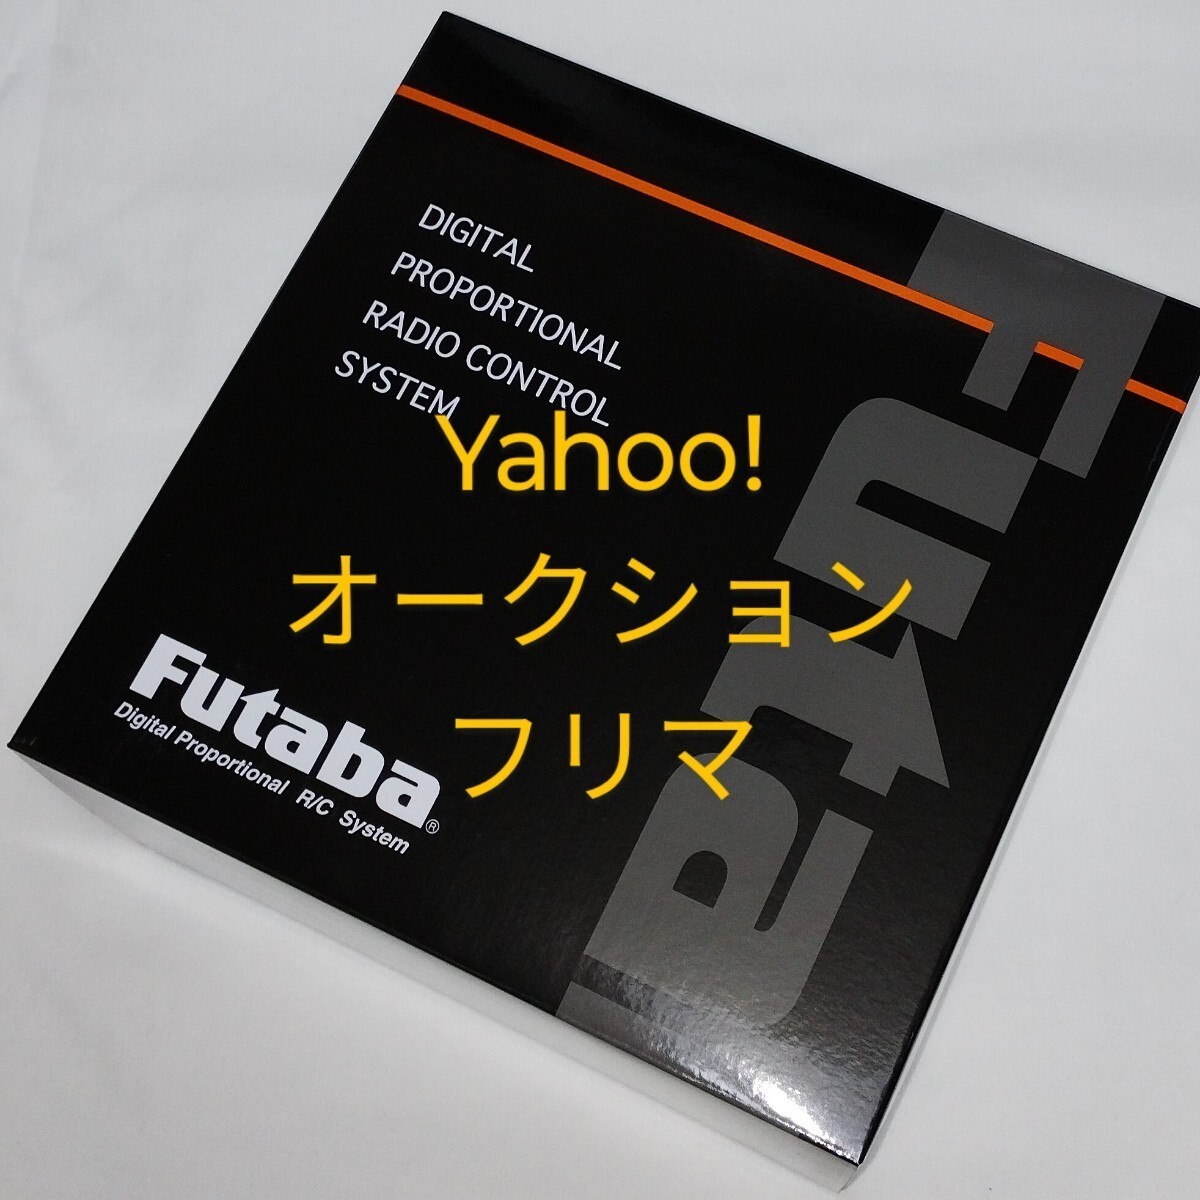 DIGITAL
PROPORTIONAL
RADIO CONTROL
SYSTEM
Yahoo!
オークション
フリマ
Futaba®
Digital Proportional R/C System
Futab